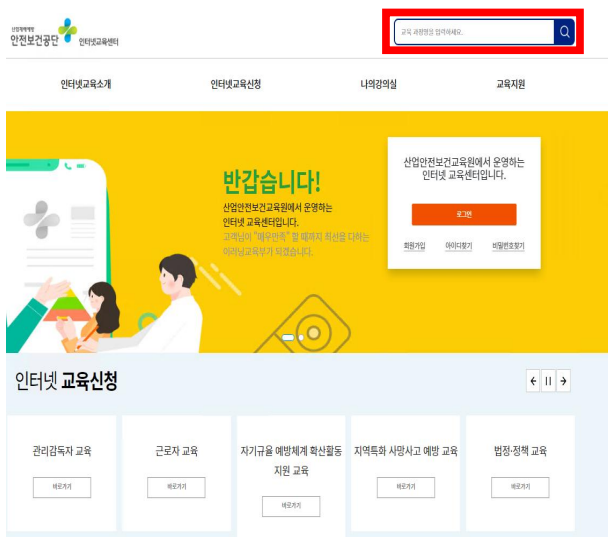 산업재해예방
안전보건공단 인터넷교육센터
교육 과정명을 입력하세요.
인터넷교육소개 인터넷교육신청 나의강의실 교육지원
반갑습니다!
산업안전보건교육원에서 운영하는
인터넷 교육센터입니다.
고객님이 "매우만족" 할 때까지 최선을 다하는
이러닝교육부가 되겠습니다.
산업안전보건교육원에서 운영하는
인터넷 교육센터입니다.
로그인
회원가입 아이디찾기 비밀번호찾기
인터넷 교육신청
관리감독자 교육
바로가기
근로자 교육
바로가기
자기규율 예방체계 확산활동
지원 교육
바로가기
지역특화 사망사고 예방 교육
바로가기
법정·정책 교육
바로가기